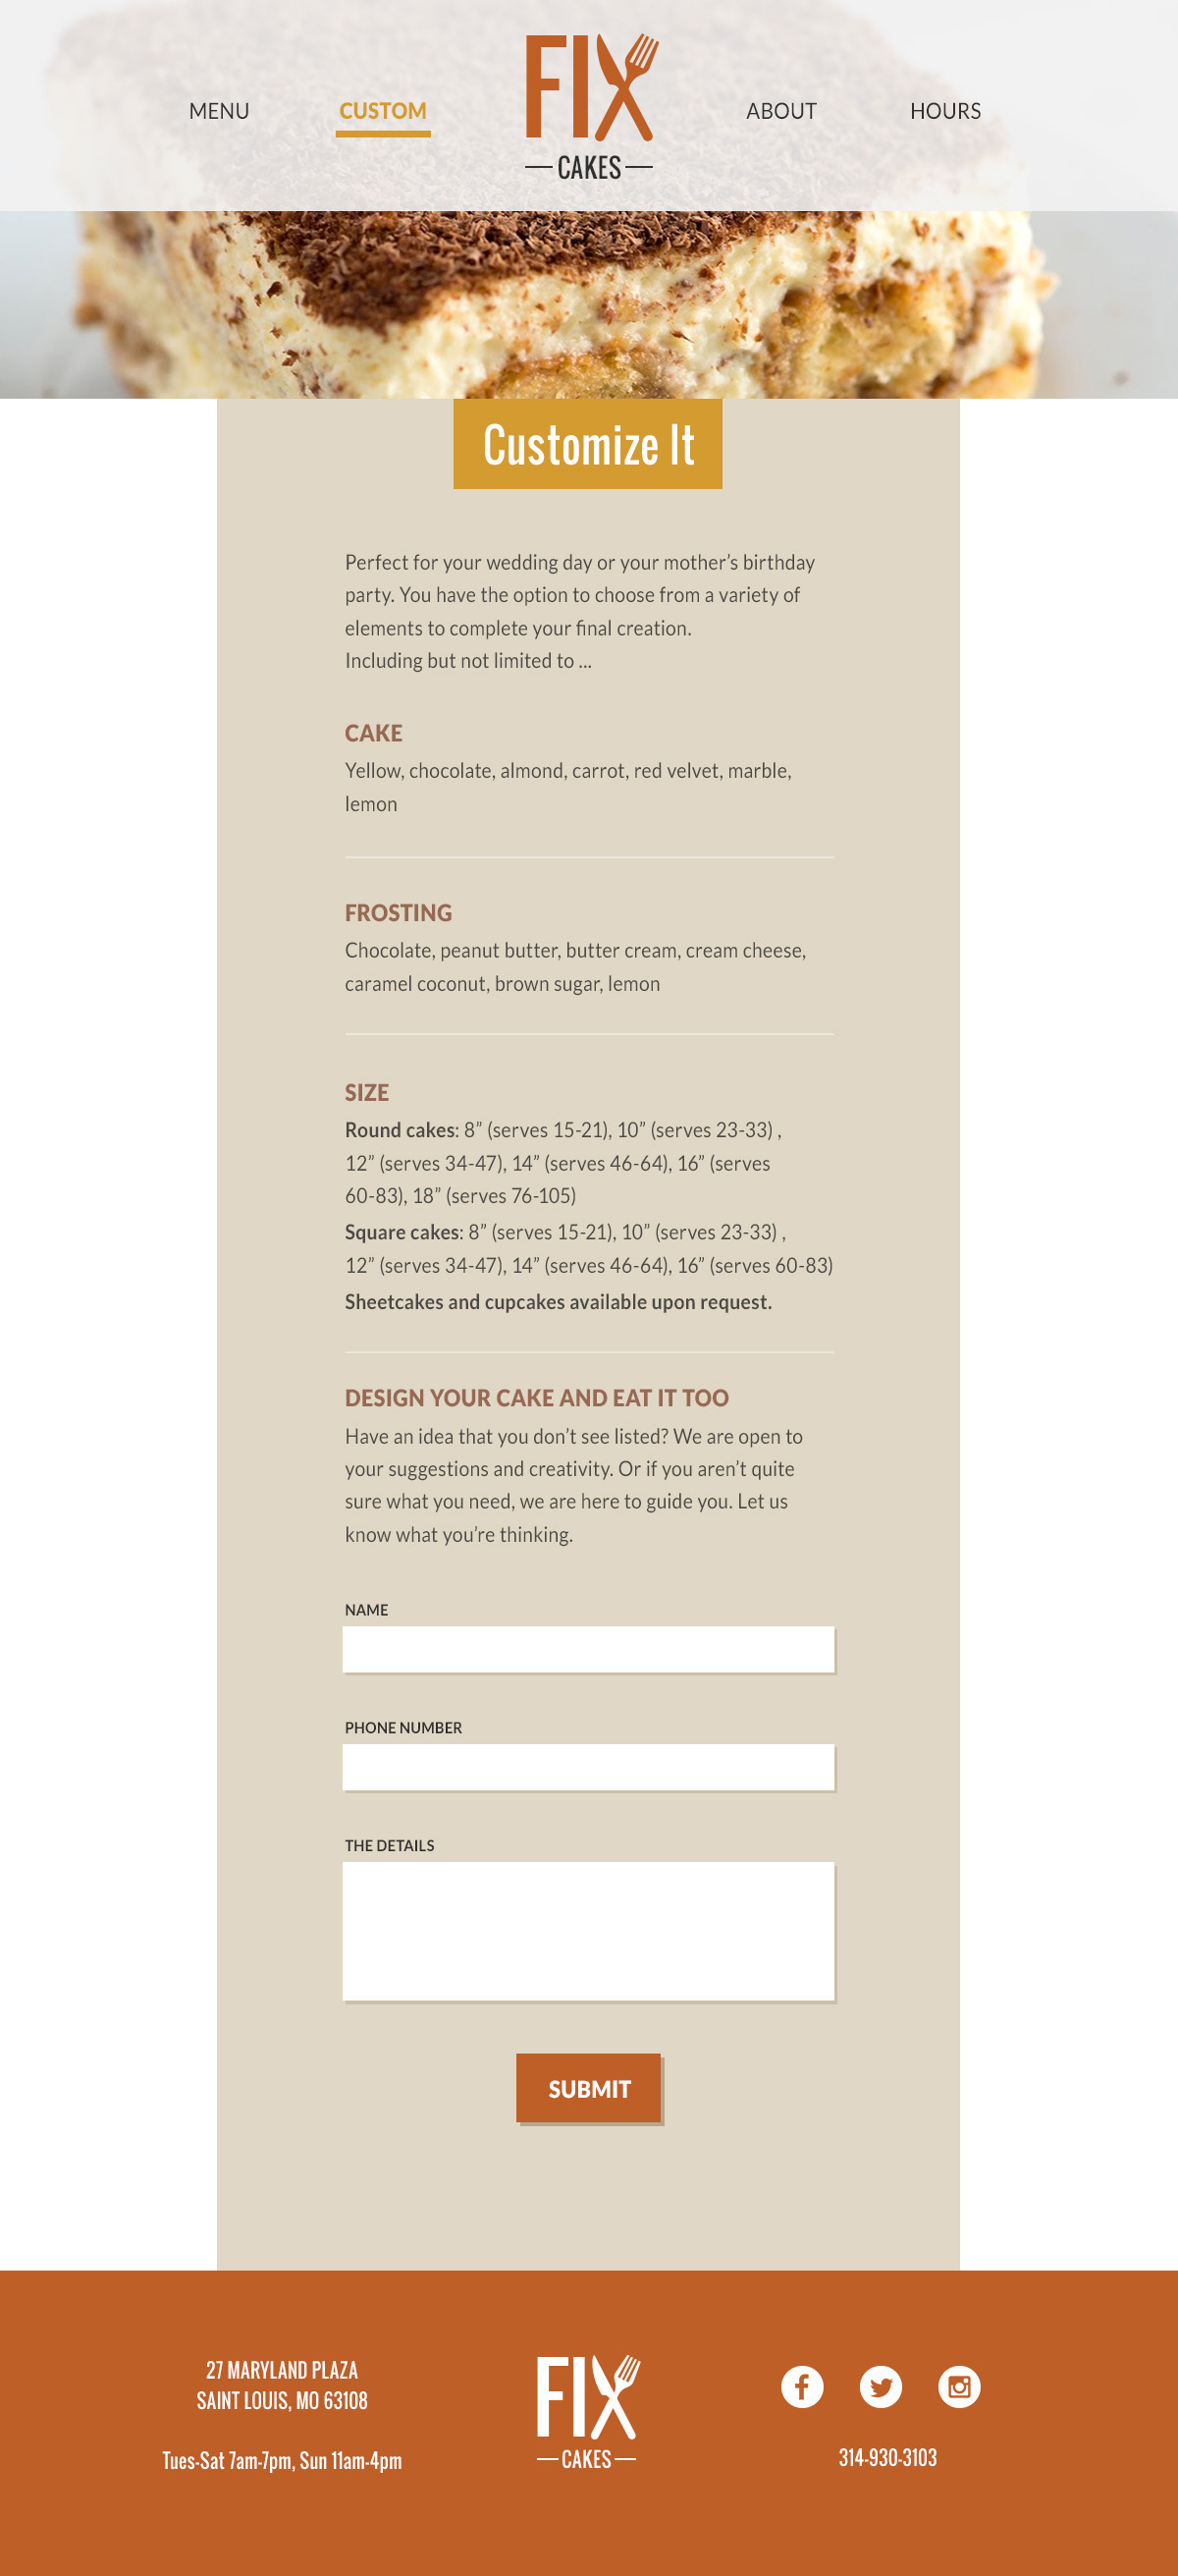 MENU
CUSTOM
FIX
CAKES
ABOUT
HOURS
Customize It
Perfect for your wedding day or your mother’s birthday
party. You have the option to choose from a variety of
elements to complete your final creation.
Including but not limited to ...
CAKE
Yellow, chocolate, almond, carrot, red velvet, marble,
lemon
FROSTING
Chocolate, peanut butter, butter cream, cream cheese,
caramel coconut, brown sugar, lemon
SIZE
Round cakes: 8” (serves 15-21), 10” (serves 23-33) ,
12” (serves 34-47), 14” (serves 46-64), 16” (serves
60-83), 18” (serves 76-105)
Square cakes: 8” (serves 15-21), 10” (serves 23-33) ,
12” (serves 34-47), 14” (serves 46-64), 16” (serves 60-83)
Sheetcakes and cupcakes available upon request.
DESIGN YOUR CAKE AND EAT IT TOO
Have an idea that you don’t see listed? We are open to
your suggestions and creativity. Or if you aren’t quite
sure what you need, we are here to guide you. Let us
know what you’re thinking.
NAME
PHONE NUMBER
THE DETAILS
SUBMIT
27 MARYLAND PLAZA
SAINT LOUIS, MO 63108
Tues-Sat 7am-7pm, Sun 11am-4pm
FIX
CAKES
314-930-3103